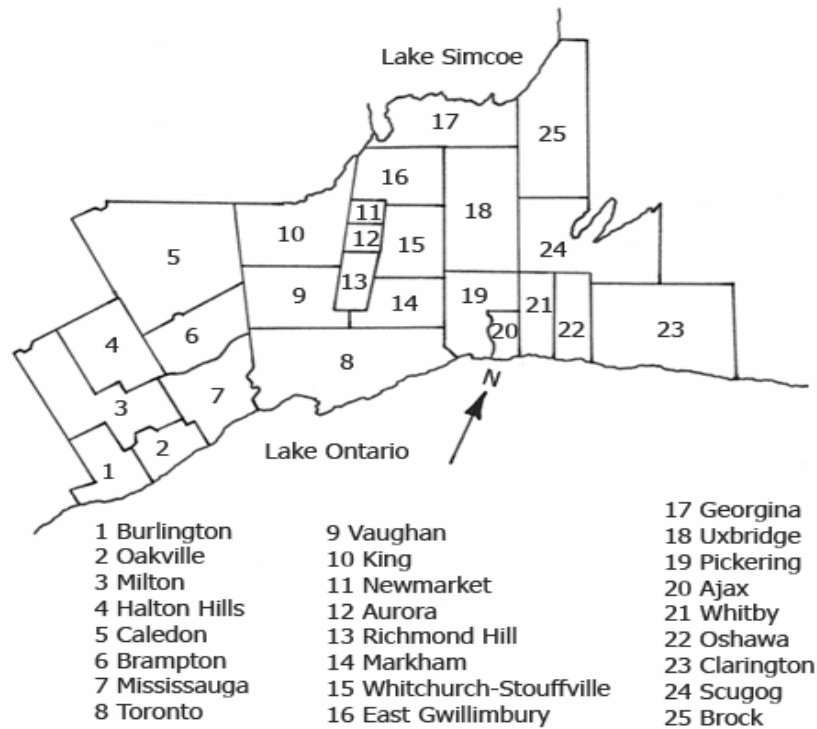 Lake Simcoe
17
25
16
11
18
10
12
15
24
5
13
9
14
19
21
4
6
20
22
23
8
7
3
N
2
1
Lake Ontario
1 Burlington
2 Oakville
3 Milton
4 Halton Hills
5 Caledon
6 Brampton
7 Mississauga
8 Toronto
9 Vaughan
10 King
11 Newmarket
12 Aurora
13 Richmond Hill
14 Markham
15 Whitchurch-Stouffville
16 East Gwillimbury
17 Georgina
18 Uxbridge
19 Pickering
20 Ajax
21 Whitby
22 Oshawa
23 Clarington
24 Scugog
25 Brock